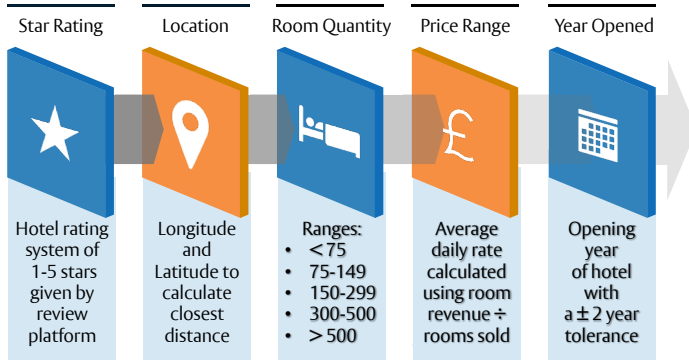 Star Rating
Location
Room Quantity
Price Range
Year Opened
£
Hotel rating
system of
1-5 stars
given by
review
platform
Longitude
and
Latitude to
calculate
closest
distance
Ranges:
• <75
• 75-149
• 150-299
• 300-500
• >500
Average
daily rate
calculated
using room
revenue ÷
rooms sold
Opening
year
of hotel
with
a ± 2 year
tolerance